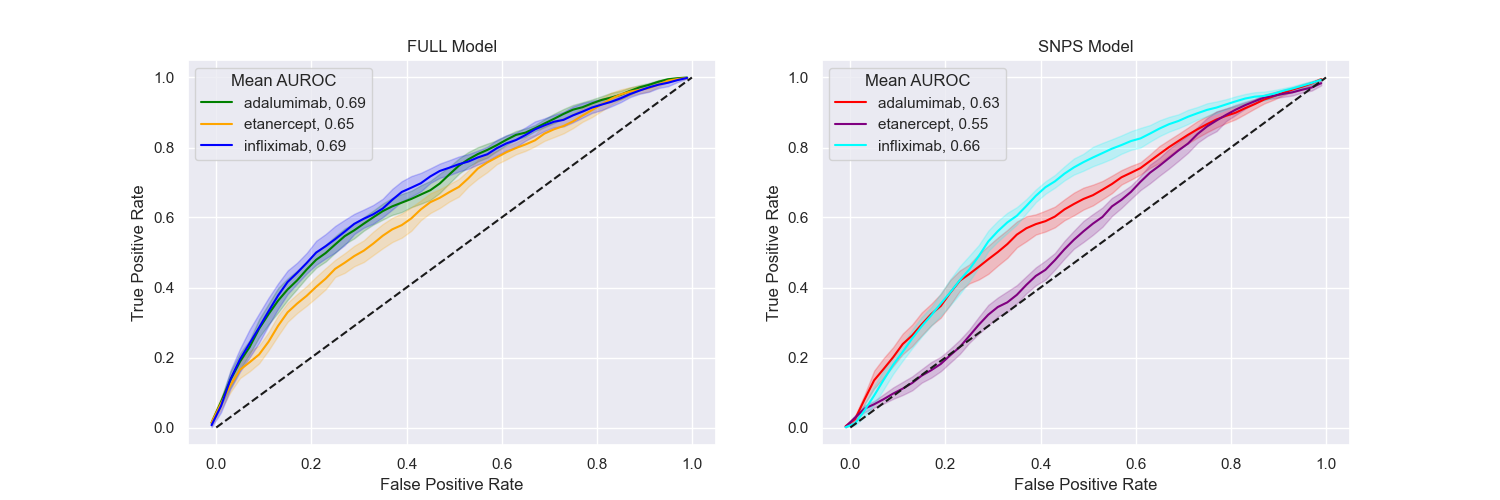 FULL Model
Mean AUROC
adalumimab, 0.69
etanercept, 0.65
infliximab, 0.69
True Positive Rate
1.0
0.8
0.6
0.4
0.2
0.0
0.0 0.2 0.4 0.6 0.8 1.0
False Positive Rate
SNPS Model
Mean AUROC
adalumimab, 0.63
etanercept, 0.55
infliximab, 0.66
True Positive Rate
1.0
0.8
0.6
0.4
0.2
0.0
0.0 0.2 0.4 0.6 0.8 1.0
False Positive Rate